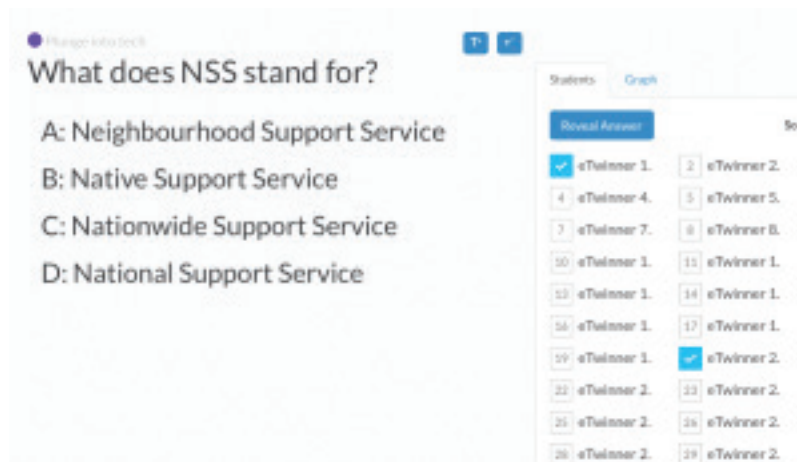 Plunge into tech
What does NSS stand for?
A: Neighbourhood Support Service
B: Native Support Service
C: Nationwide Support Service
D: National Support Service
Students Graph
Reveal Answer
eTwinner 1. 2 eTwinner 2.
4 eTwinner 4. 5 eTwinner 5.
7 eTwinner 7. 8 eTwinner 8.
10 eTwinner 1. 11 eTwinner 1.
13 eTwinner 1. 14 eTwinner 1.
16 eTwinner 1. 17 eTwinner 1.
19 eTwinner 1. eTwinner 2.
22 eTwinner 2. 23 eTwinner 2.
25 eTwinner 2. 26 eTwinner 2.
28 eTwinner 2. 29 eTwinner 2.